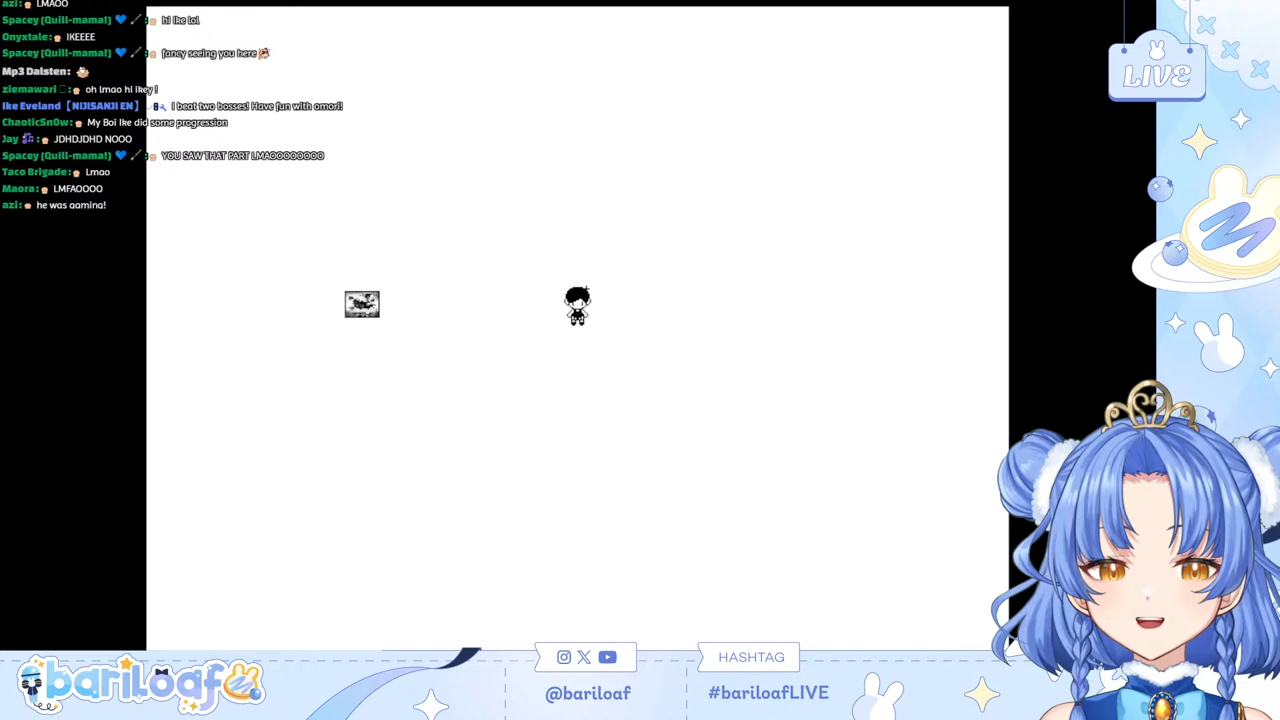 azi: LMAOO
Spacey (Quill-mama!) : hi Ike lol
Onyxtale: IKEEEE
Spacey (Quill-mama!) : fancy seeing you here
Mp3 Dalsten:
ziemawari : oh lmao hi ikey !
Ike Eveland【NIJISANJI EN】 : I beat two bosses! Have fun with omori!
ChaoticSn0w: My Boi Ike did some progression
Jay : JDHDJDHD NOOO
Spacey (Quill-mama!) : YOU SAW THAT PART LMAOOOOOOOO
Taco Brigade: Lmao
Maora: LMFAOOOO
azi: he was gaming!
LIVE
bariloaf
@bariloaf
HASHTAG
#bariloafLIVE